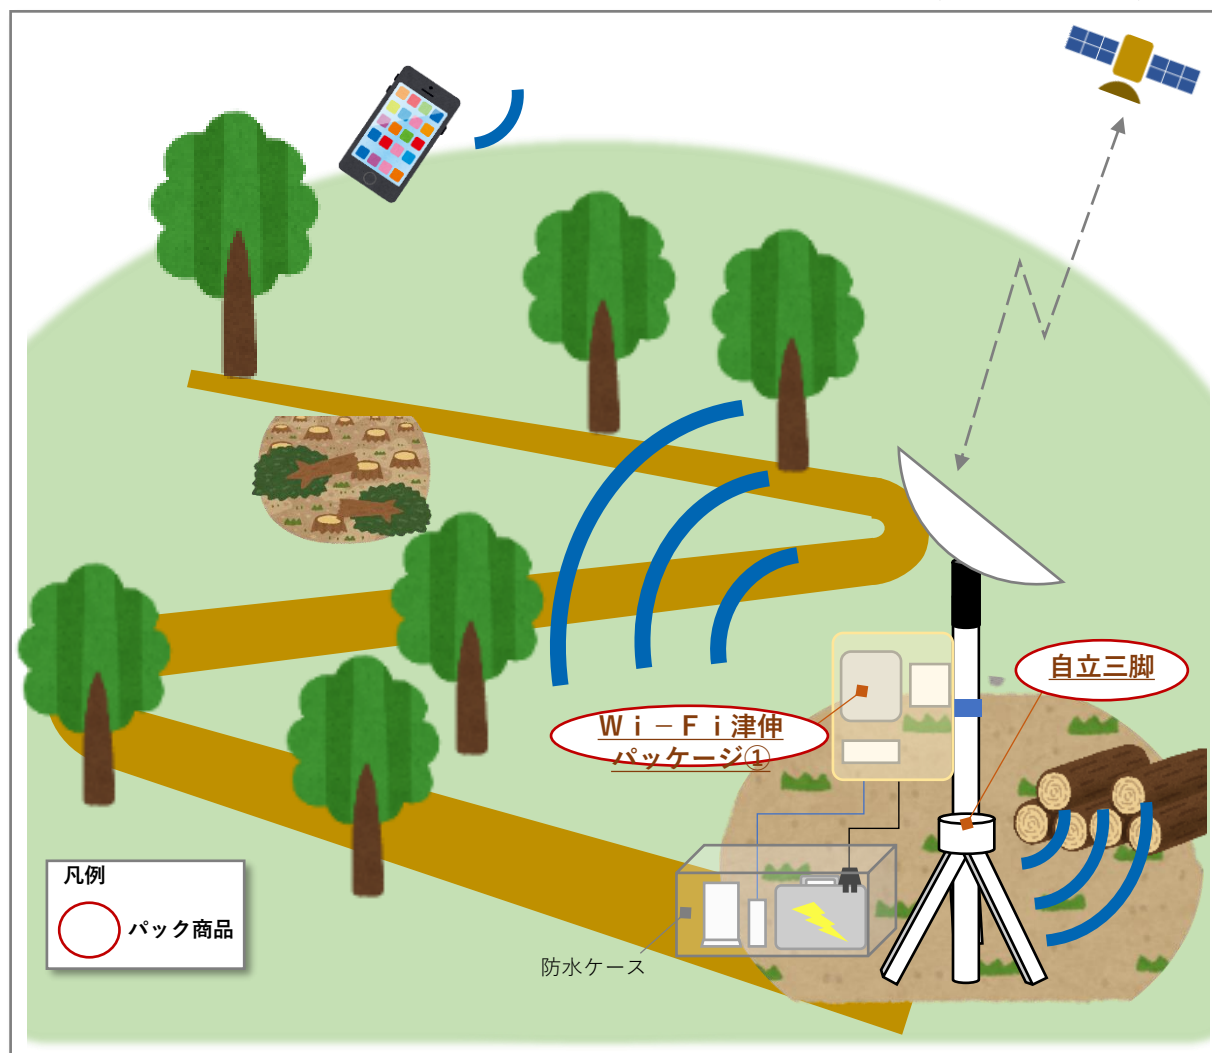 自立三脚
Ｗｉ－Ｆｉ津伸
パッケージ①
凡例
パック商品
防水ケース